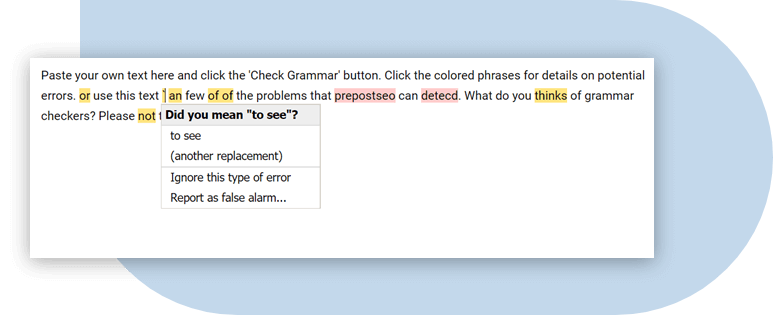 Paste your own text here and click the 'Check Grammar' button. Click the colored phrases for details on potential
errors. or use this text an few of of the problems that prepostseo can detecd. What do you thinks of grammar
checkers? Please not
Did you mean "to see"?
to see
(another replacement)
Ignore this type of error
Report as false alarm...